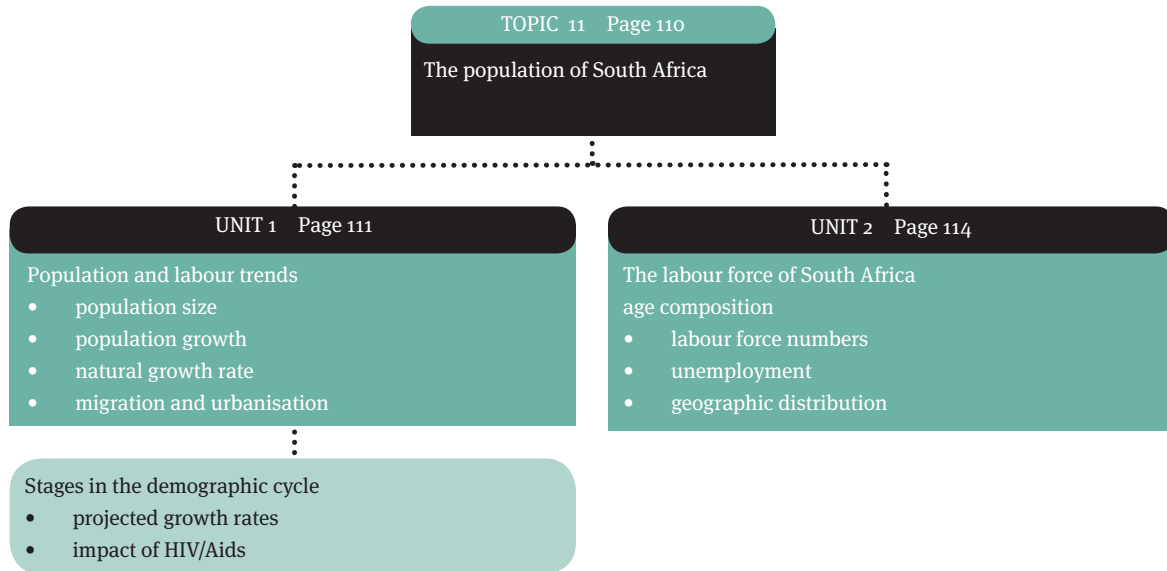 TOPIC 11 Page 110
The population of South Africa
UNIT 1 Page 111
Population and labour trends
• population size
• population growth
• natural growth rate
• migration and urbanisation
Stages in the demographic cycle
• projected growth rates
• impact of HIV/Aids
UNIT 2 Page 114
The labour force of South Africa
age composition
• labour force numbers
• unemployment
• geographic distribution